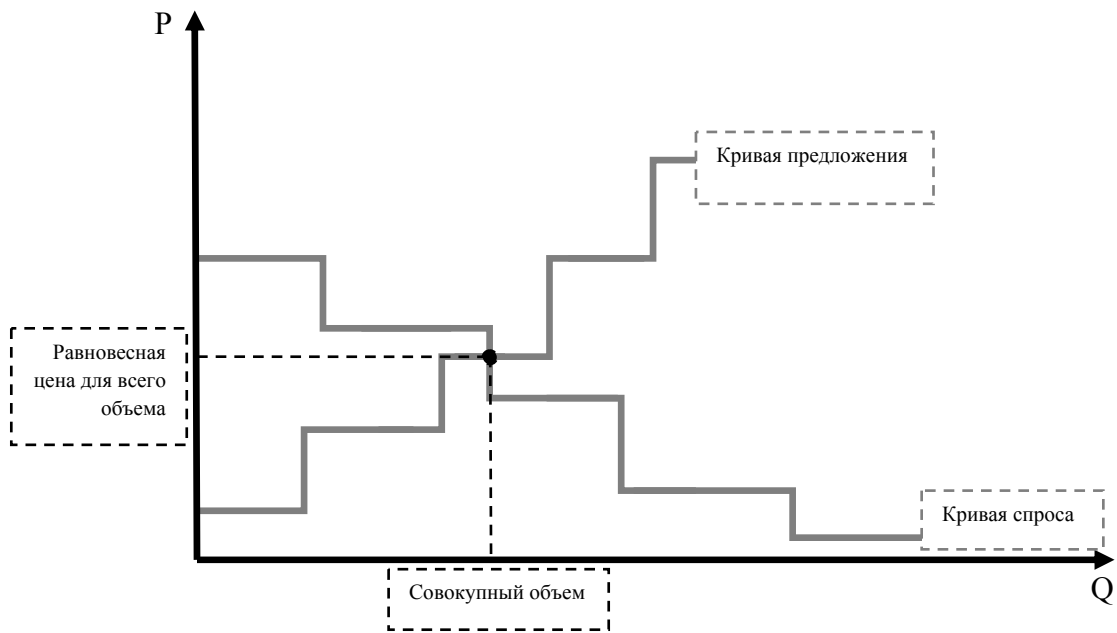 P
Кривая предложения
Равновесная
цена для всего
объема
Кривая спроса
Совокупный объем
Q